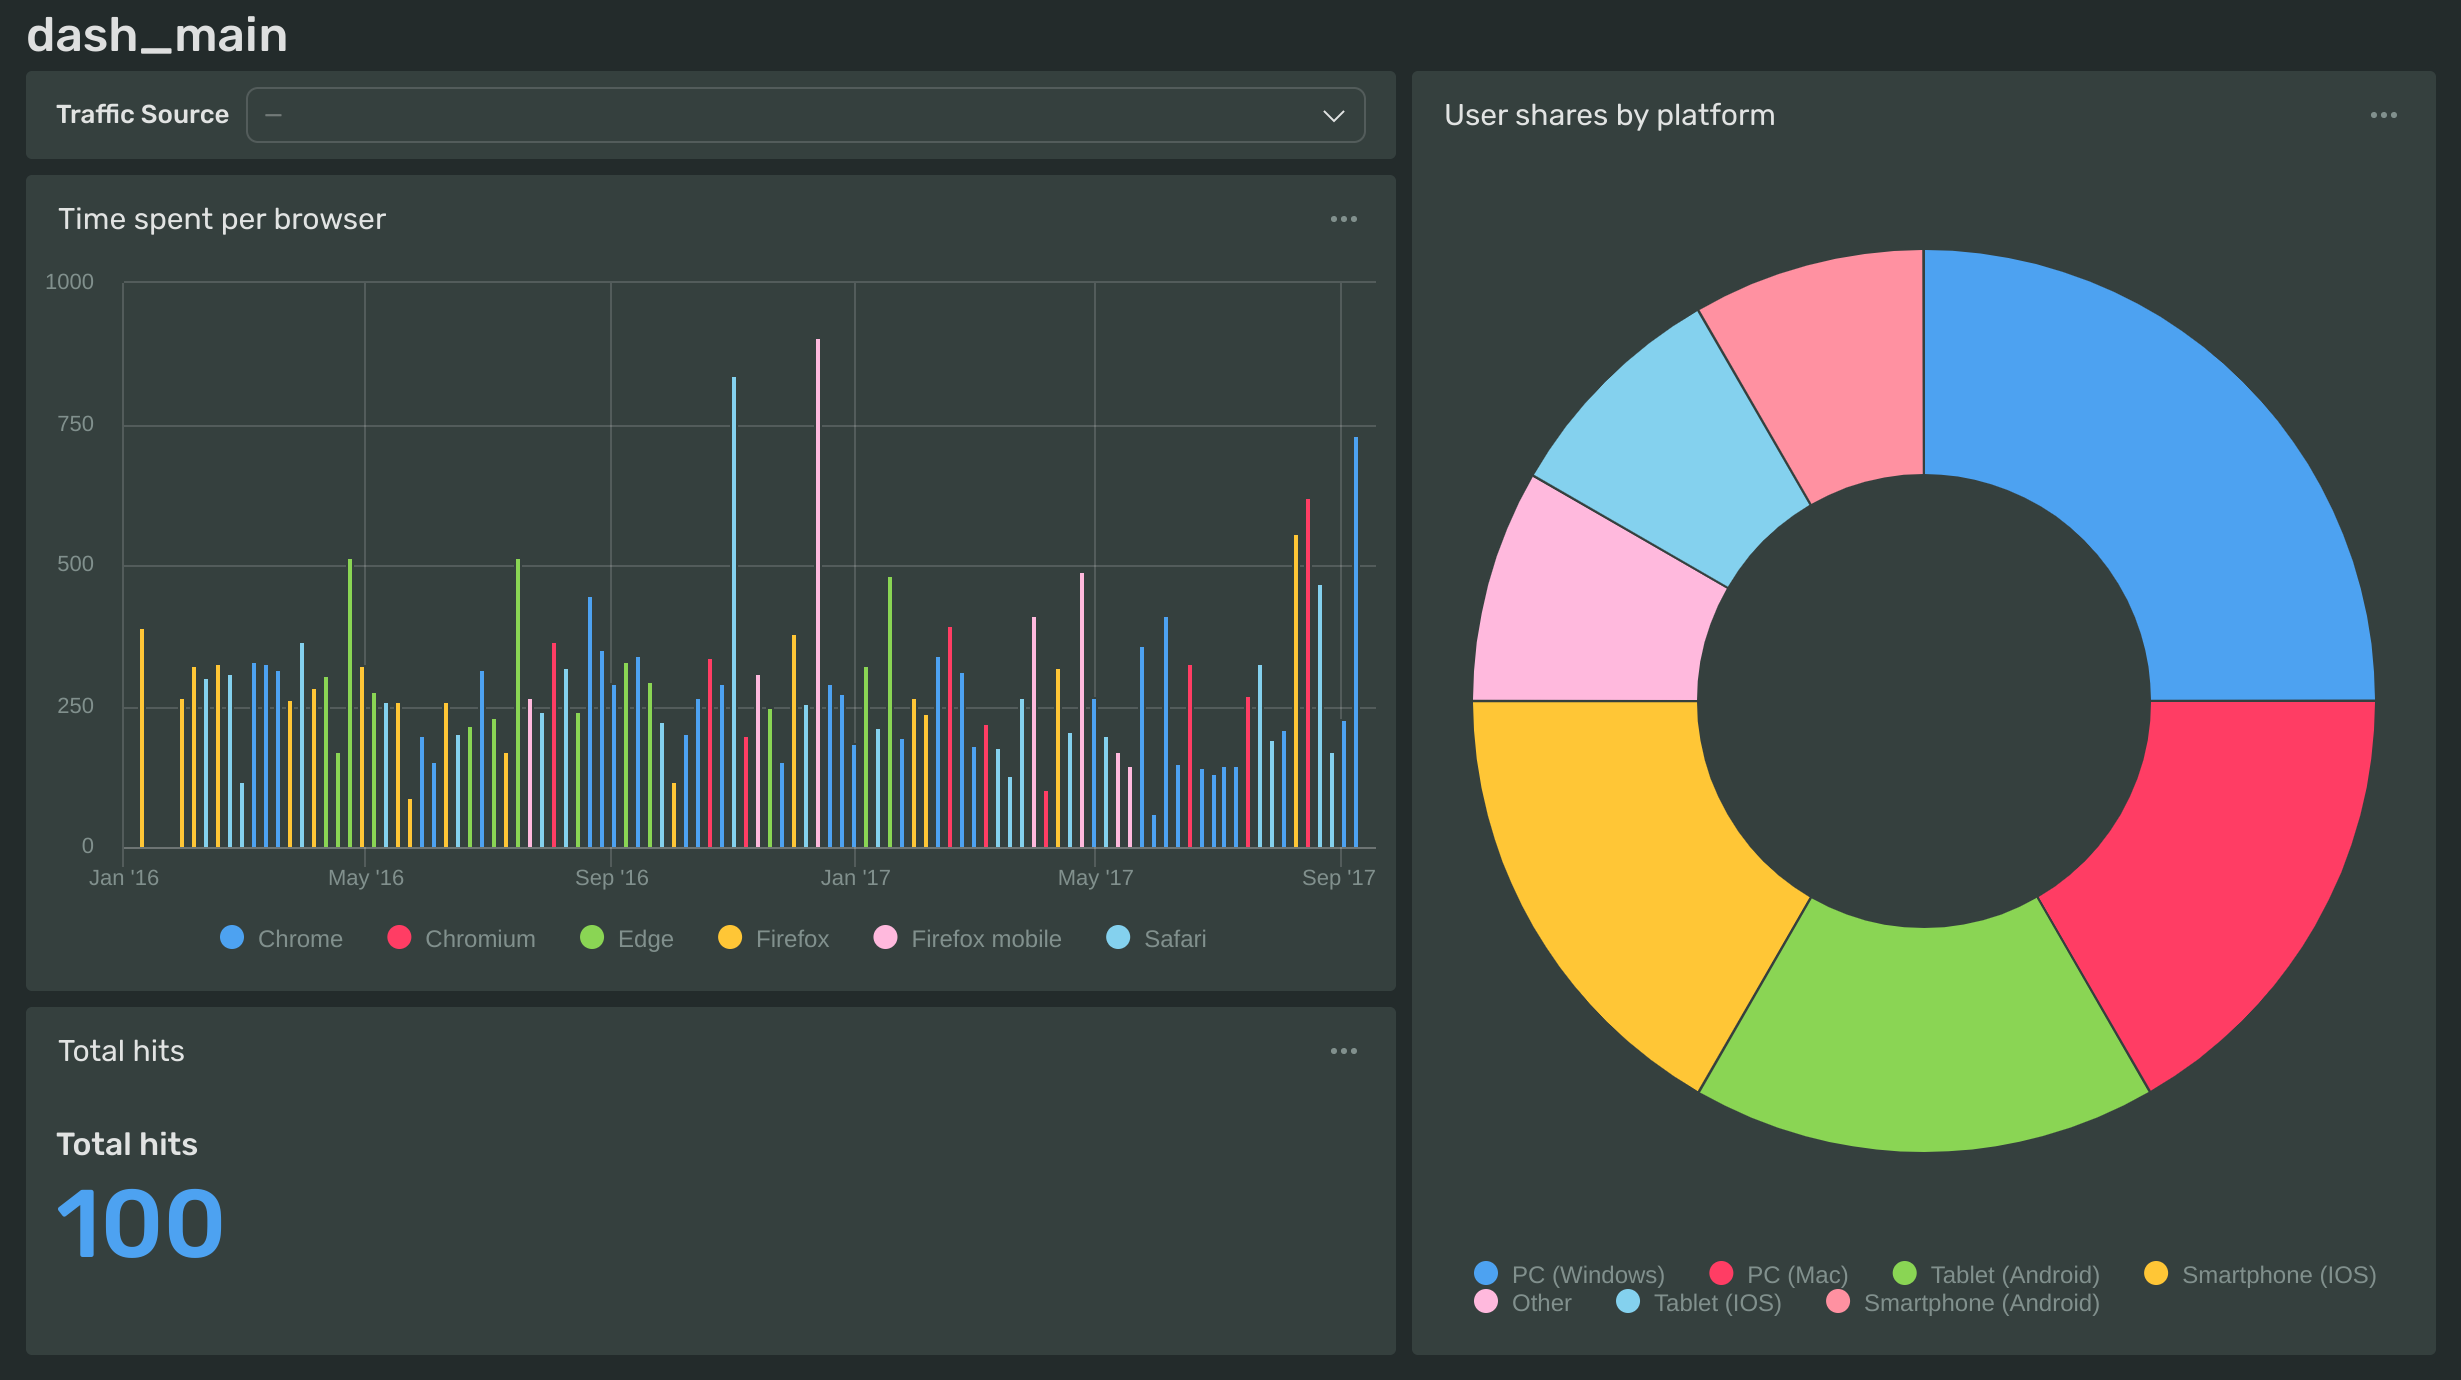 dash_main
Traffic Source –
Time spent per browser
1000
750
500
250
0
Jan '16 May '16 Sep '16 Jan '17 May '17 Sep '17
Chrome Chromium Edge Firefox Firefox mobile Safari
Total hits
Total hits
100
User shares by platform
PC (Windows) PC (Mac) Tablet (Android) Smartphone (IOS)
Other Tablet (IOS) Smartphone (Android)